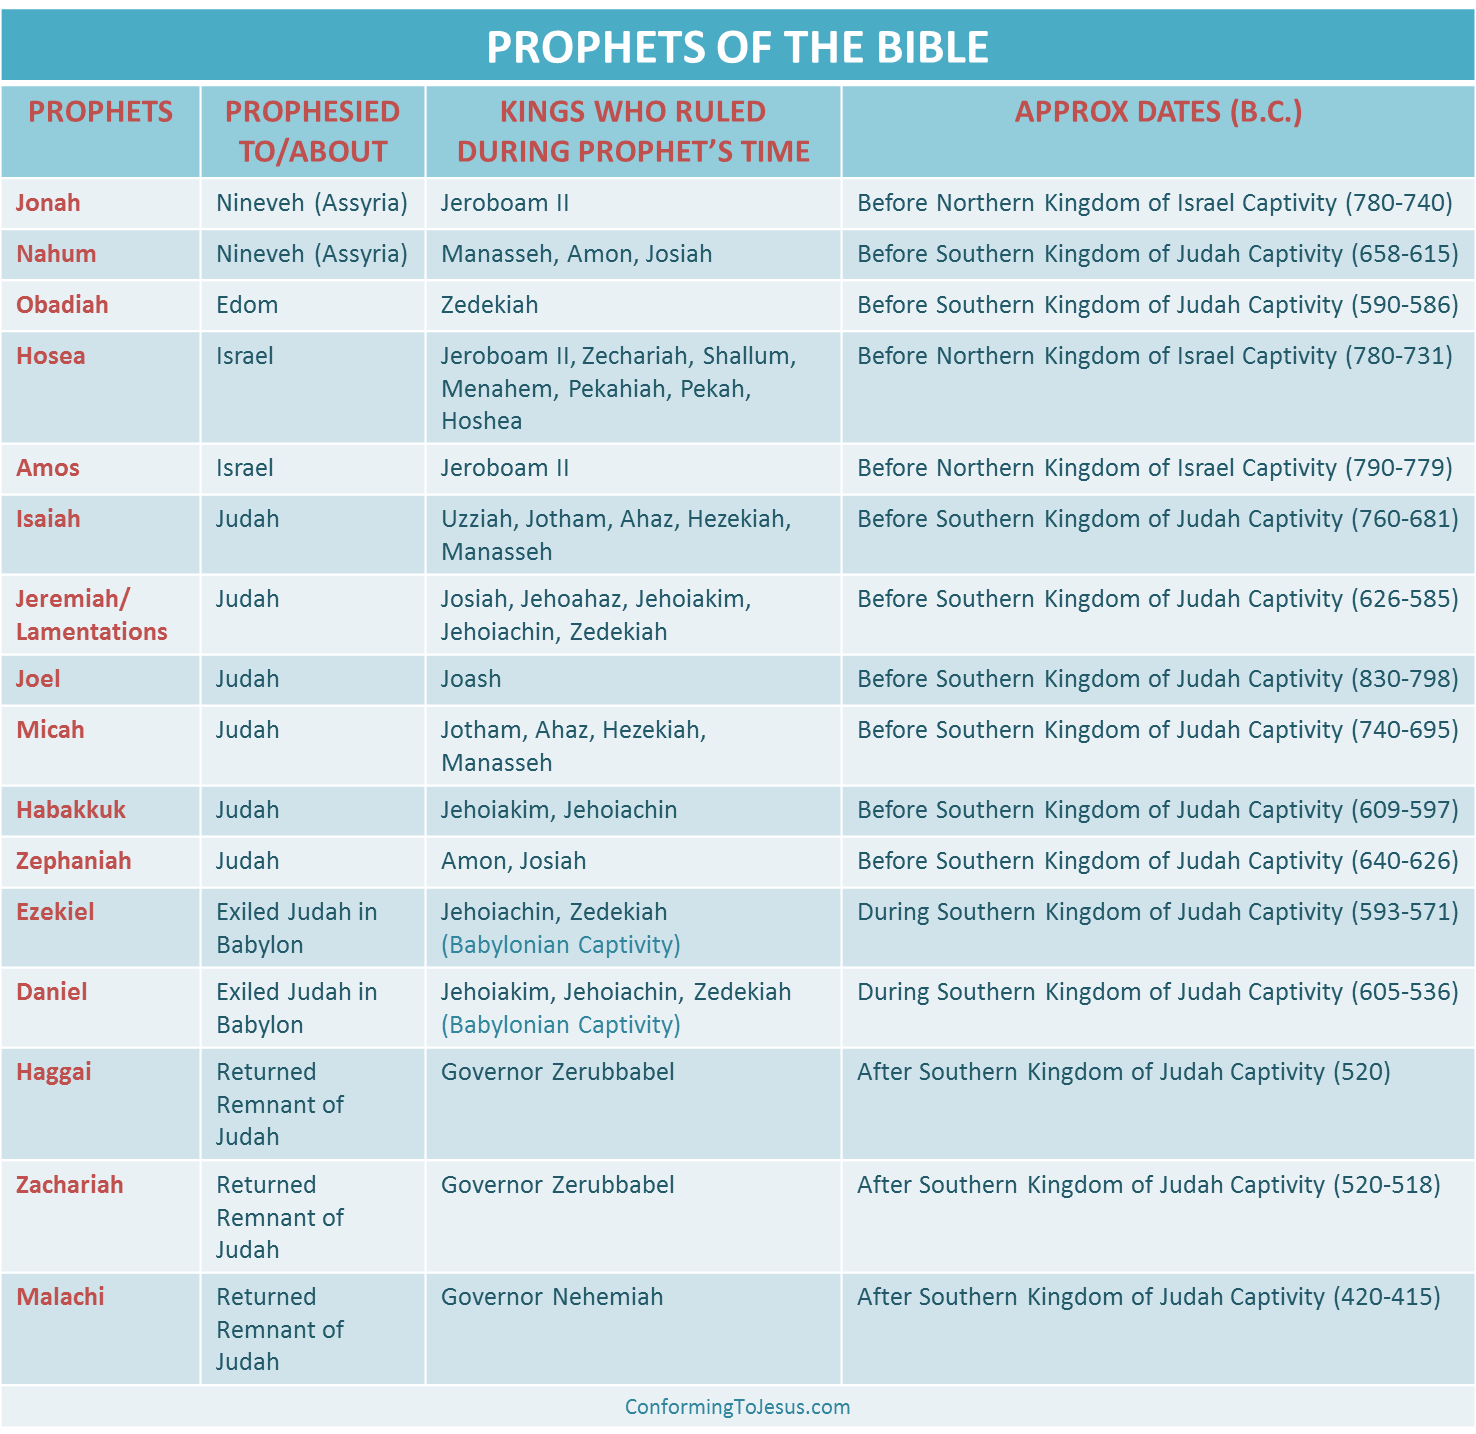 PROPHETS OF THE BIBLE
PROPHETS
PROPHESIED
TO/ABOUT
KINGS WHO RULED
DURING PROPHET'S TIME
APPROX DATES (B.C.)
Jonah
Nineveh (Assyria)
Jeroboam II
Before Northern Kingdom of Israel Captivity (780-740)
Nahum
Nineveh (Assyria)
Manasseh, Amon, Josiah
Before Southern Kingdom of Judah Captivity (658-615)
Obadiah
Edom
Zedekiah
Before Southern Kingdom of Judah Captivity (590-586)
Hosea
Israel
Jeroboam II, Zechariah, Shallum,
Menahem, Pekahiah, Pekah,
Hoshea
Before Northern Kingdom of Israel Captivity (780-731)
Amos
Israel
Jeroboam II
Before Northern Kingdom of Israel Captivity (790-779)
Isaiah
Judah
Uzziah, Jotham, Ahaz, Hezekiah,
Manasseh
Before Southern Kingdom of Judah Captivity (760-681)
Jeremiah/
Lamentations
Judah
Josiah, Jehoahaz, Jehoiakim,
Jehoiachin, Zedekiah
Before Southern Kingdom of Judah Captivity (626-585)
Joel
Judah
Joash
Before Southern Kingdom of Judah Captivity (830-798)
Micah
Judah
Jotham, Ahaz, Hezekiah,
Manasseh
Before Southern Kingdom of Judah Captivity (740-695)
Habakkuk
Judah
Jehoiakim, Jehoiachin
Before Southern Kingdom of Judah Captivity (609-597)
Zephaniah
Judah
Amon, Josiah
Before Southern Kingdom of Judah Captivity (640-626)
Ezekiel
Exiled Judah in
Babylon
Jehoiachin, Zedekiah
(Babylonian Captivity)
During Southern Kingdom of Judah Captivity (593-571)
Daniel
Exiled Judah in
Babylon
Jehoiakim, Jehoiachin, Zedekiah
(Babylonian Captivity)
During Southern Kingdom of Judah Captivity (605-536)
Haggai
Returned
Remnant of
Judah
Governor Zerubbabel
After Southern Kingdom of Judah Captivity (520)
Zachariah
Returned
Remnant of
Judah
Governor Zerubbabel
After Southern Kingdom of Judah Captivity (520-518)
Malachi
Returned
Remnant of
Judah
Governor Nehemiah
After Southern Kingdom of Judah Captivity (420-415)
ConformingToJesus.com